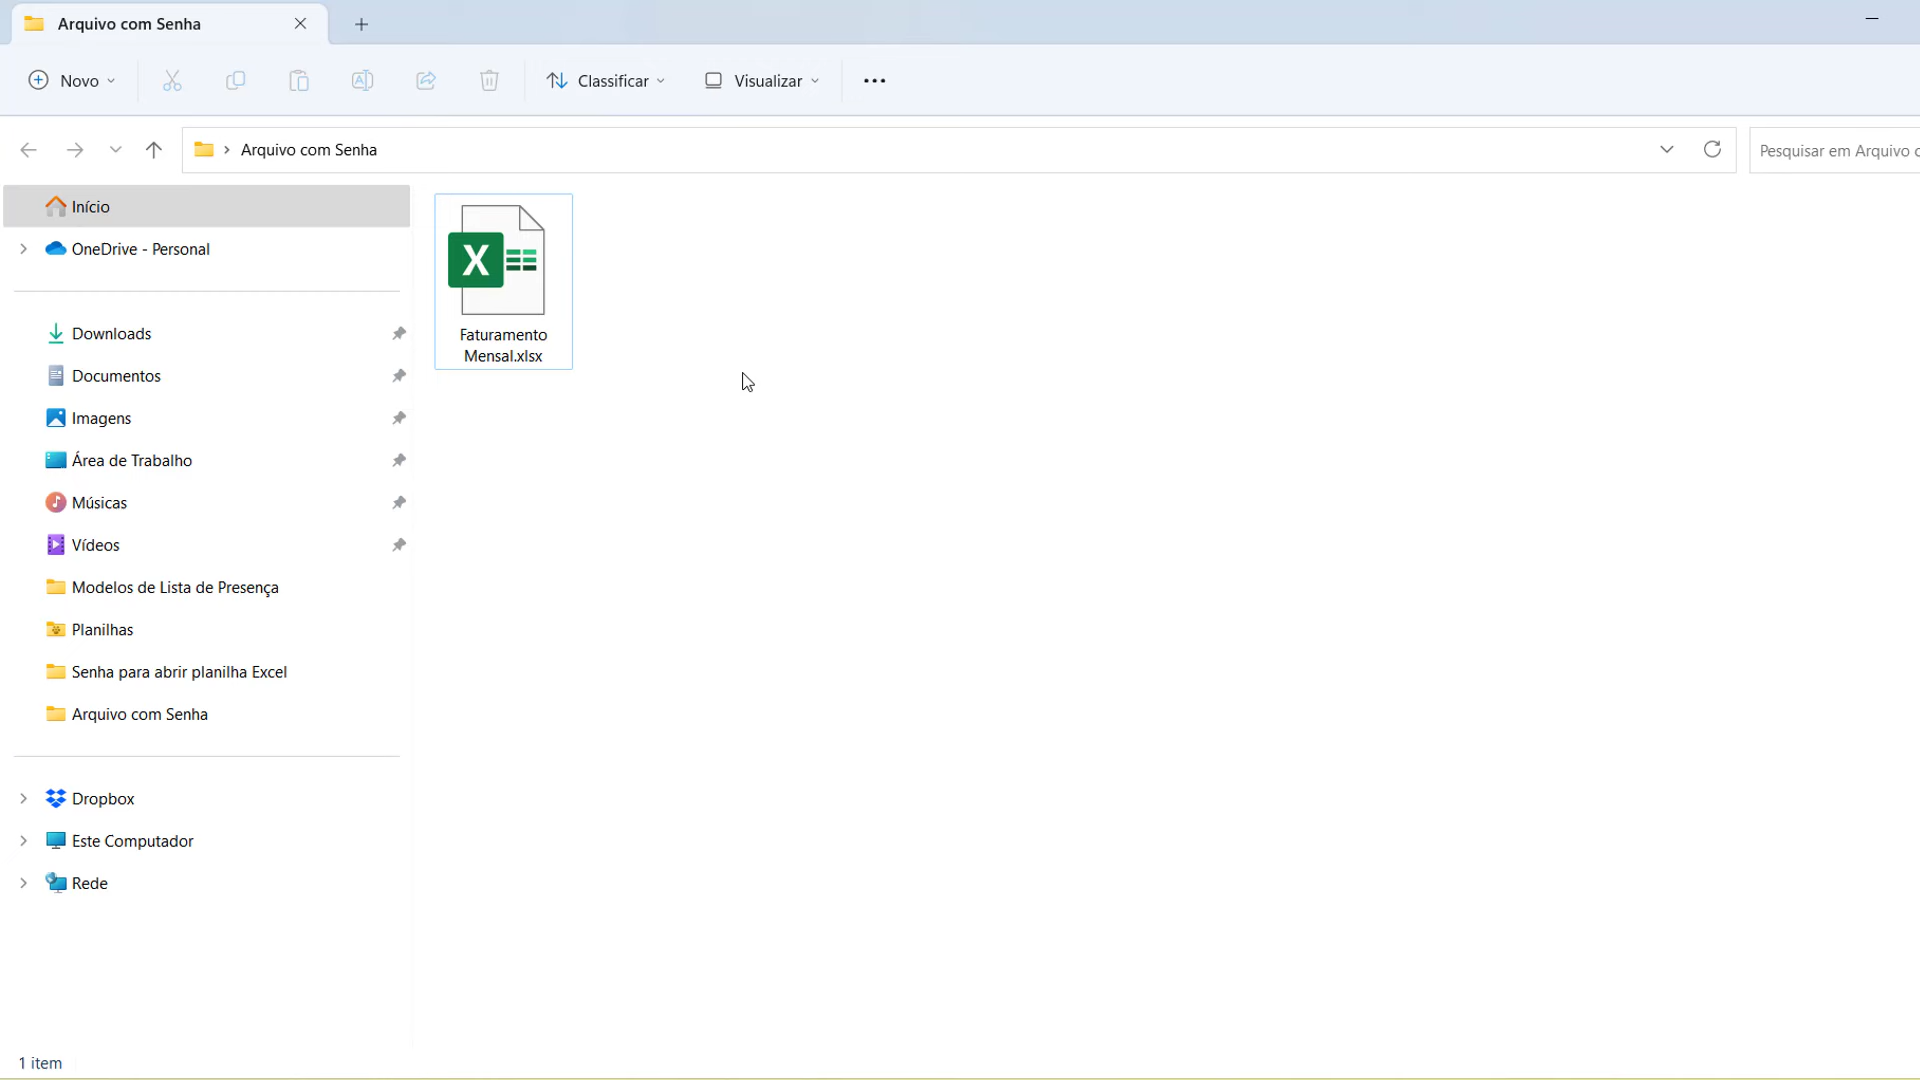 Arquivo com Senha
Novo
Classificar
Visualizar
Arquivo com Senha
Pesquisar em Arquivo c
Início
OneDrive - Personal
Downloads
Documentos
Imagens
Área de Trabalho
Músicas
Vídeos
Modelos de Lista de Presença
Planilhas
Senha para abrir planilha Excel
Arquivo com Senha
Dropbox
Este Computador
Rede
X
Faturamento
Mensal.xlsx
1 item